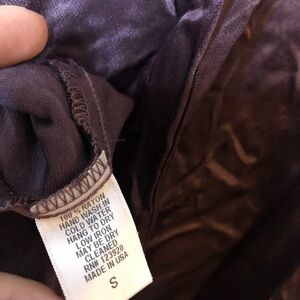 100% RAYON
HAND WASH IN
COLD WATER
HANG TO DRY
LOW IRON
MAY BE DRY
CLEANED
RN# 123920
MADE IN USA
S